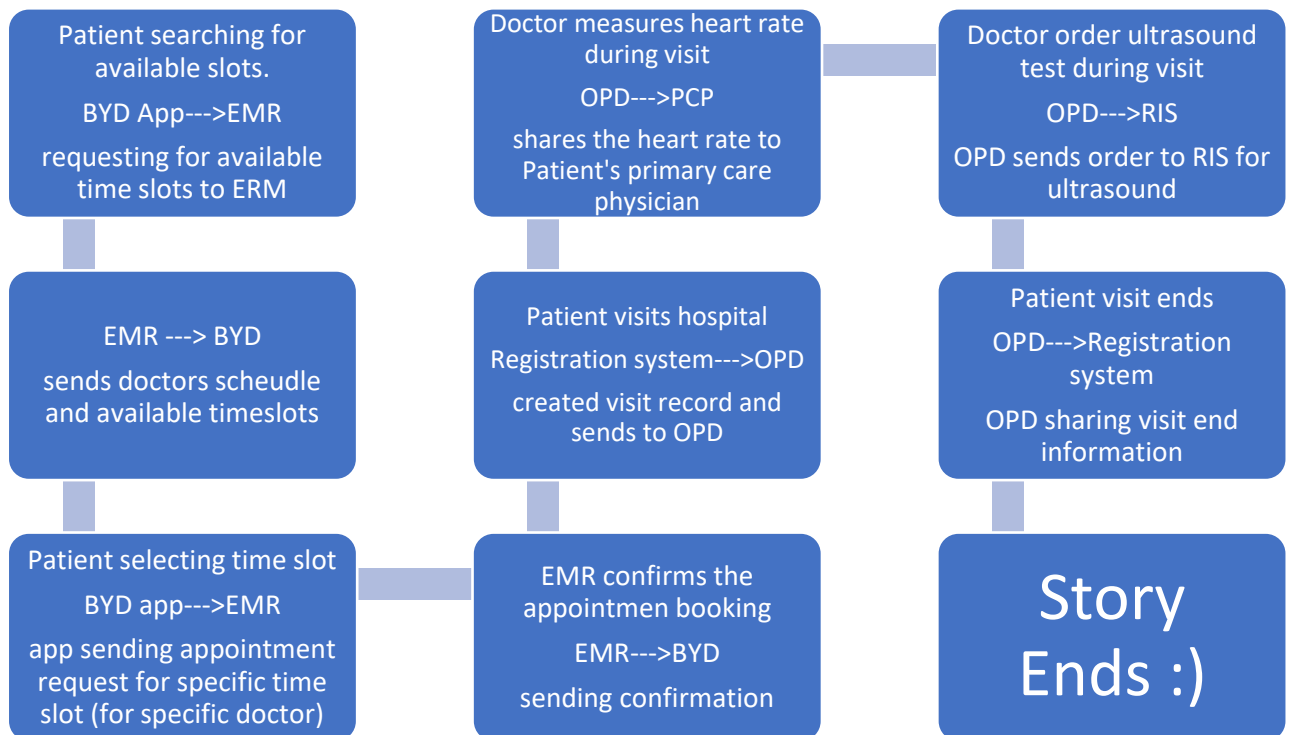 Patient searching for
available slots.
BYD App--->EMR
requesting for available
time slots to ERM
EMR ---> BYD
sends doctors scheudle
and available timeslots
Patient selecting time slot
BYD app--->EMR
app sending appointment
request for specific time
slot (for specific doctor)
EMR confirms the
appointmen booking
EMR--->BYD
sending confirmation
Patient visits hospital
Registration system--->OPD
created visit record and
sends to OPD
Doctor measures heart rate
during visit
OPD--->PCP
shares the heart rate to
Patient's primary care
physician
Doctor order ultrasound
test during visit
OPD--->RIS
OPD sends order to RIS for
ultrasound
Patient visit ends
OPD--->Registration
system
OPD sharing visit end
information
Story
Ends :)